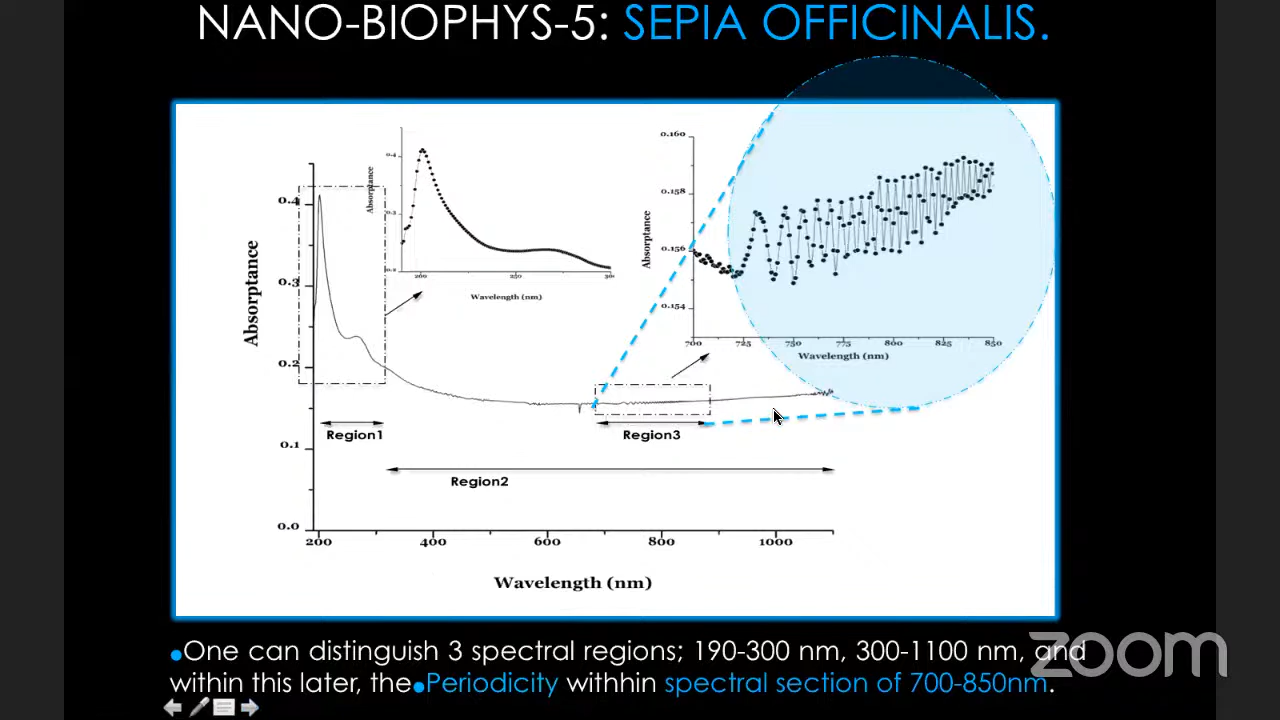 NANO-BIOPHYS-5: SEPIA OFFICINALIS.
0.4
0.3
0.2
0.1
0.0
Absorptance
200
400
600
800
1000
Wavelength (nm)
Region1
Region2
Region3
Absorptance
200
250
Wavelength (nm)
0.160
0.158
0.156
0.154
Absorptance
700
725
750
775
800
825
850
Wavelength (nm)
•One can distinguish 3 spectral regions; 190-300 nm, 300-1100 nm, and
within this later, the•Periodicity withhin spectral section of 700-850nm.
zoom